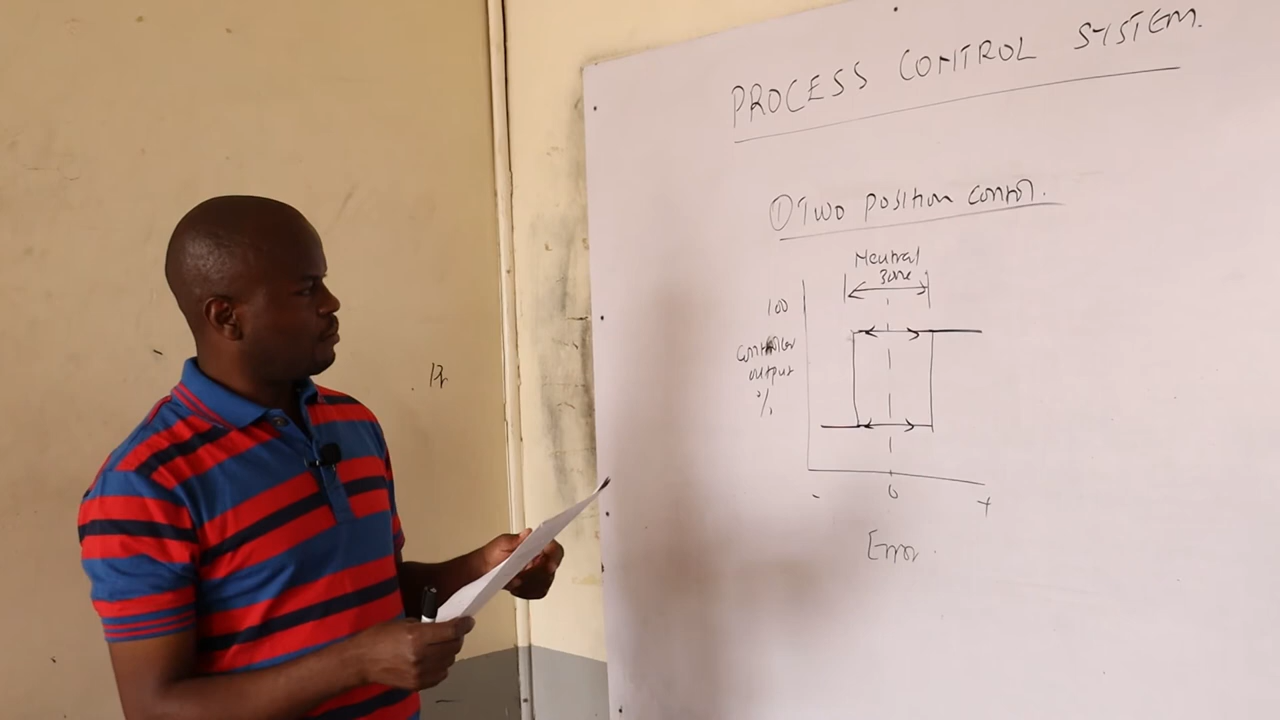 PROCESS CONTROL SYSTEM.
① Two position control.
Neutral
zone
100
Controller
output
%
- 0 +
Error.